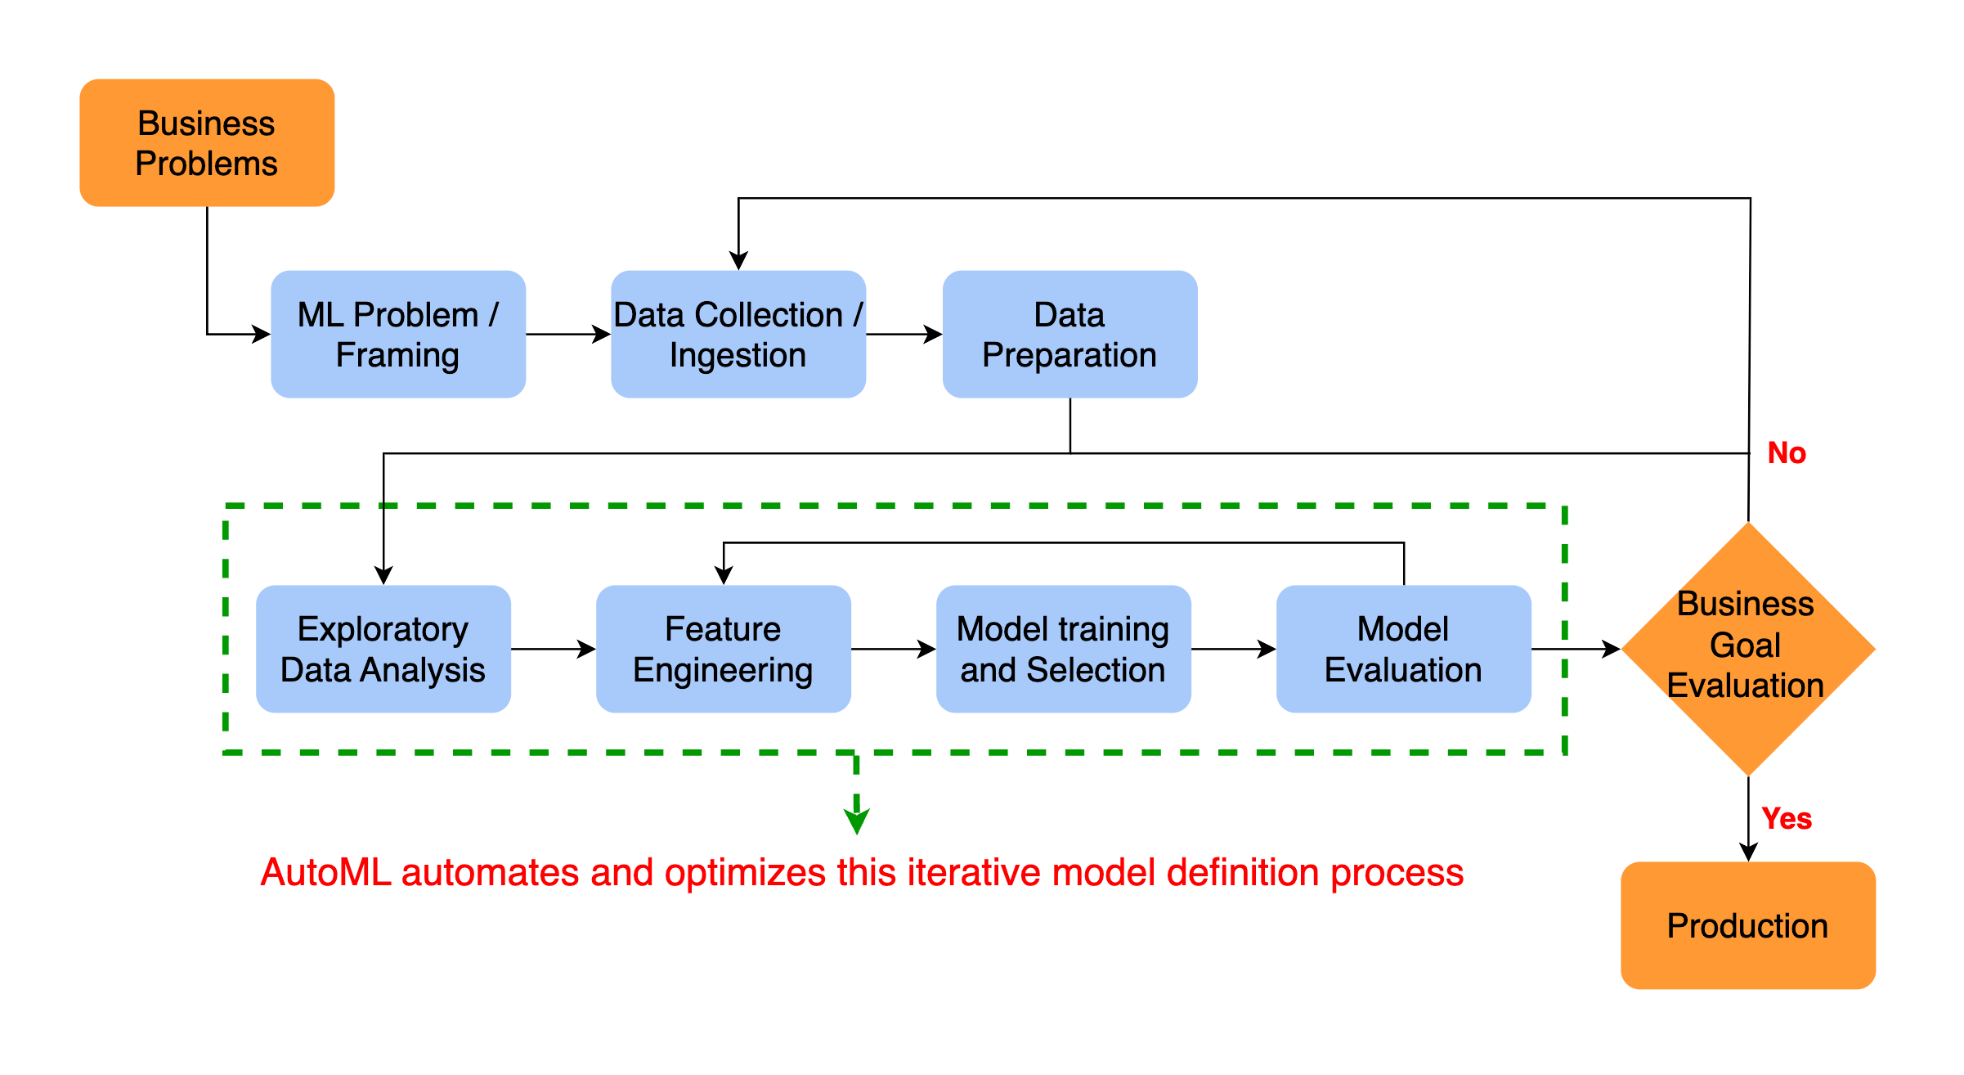 Business
Problems
ML Problem /
Framing
Data Collection /
Ingestion
Data
Preparation
No
Exploratory
Data Analysis
Feature
Engineering
Model training
and Selection
Model
Evaluation
Business
Goal
Evaluation
Yes
AutoML automates and optimizes this iterative model definition process
Production